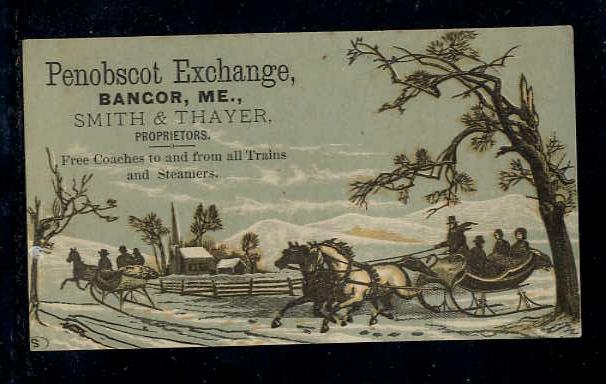 Penobscot Exchange,
BANGOR, ME.,
SMITH & THAYER,
PROPRIETORS.
Free Coaches to and from all Trains
and Steamers.